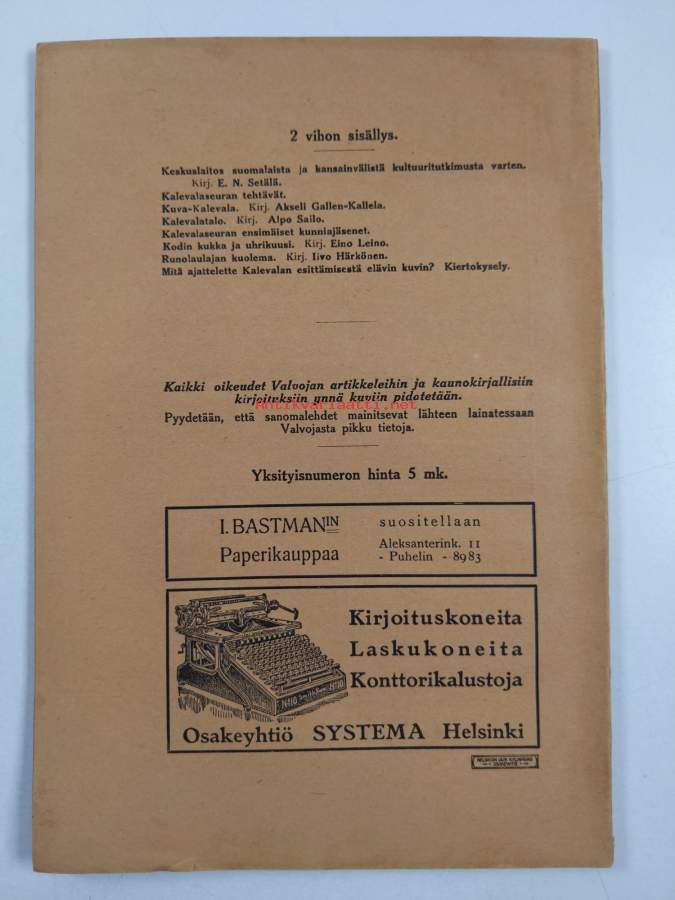 2 vihon sisällys.
Keskuslaitos suomalaista ja kansainvälistä kultuuritutkimusta varten.
Kirj. E. N. Setälä.
Kalevalaseuran tehtävät.
Kuva-Kalevala. Kirj. Akseli Gallen-Kallela.
Kalevalatalo. Kirj. Alpo Sailo.
Kalevalaseuran ensimäiset kunniajäsenet.
Kodin kukka ja uhrikuusi. Kirj. Eino Leino.
Runolaulajan kuolema. Kirj. Iivo Härkönen.
Mitä ajattelette Kalevalan esittämisestä elävin kuvin? Kiertokysely.
Kaikki oikeudet Valvojan artikkeleihin ja kaunokirjallisiin
kirjoituksiin ynnä kuviin pidätetään.
Antikvariaatti.net
Pyydetään, että sanomalehdet mainitsevat lähteen lainatessaan
Valvojasta pikku tietoja.
Yksityisnumeron hinta 5 mk.
I. BASTMANIN suositellaan
Paperikauppaa Aleksanterink. 11
- Puhelin - 8983
Kirjoituskoneita
Laskukoneita
Konttorikalustoja
Nº10 Nº10
Osakeyhtiö SYSTEMA Helsinki